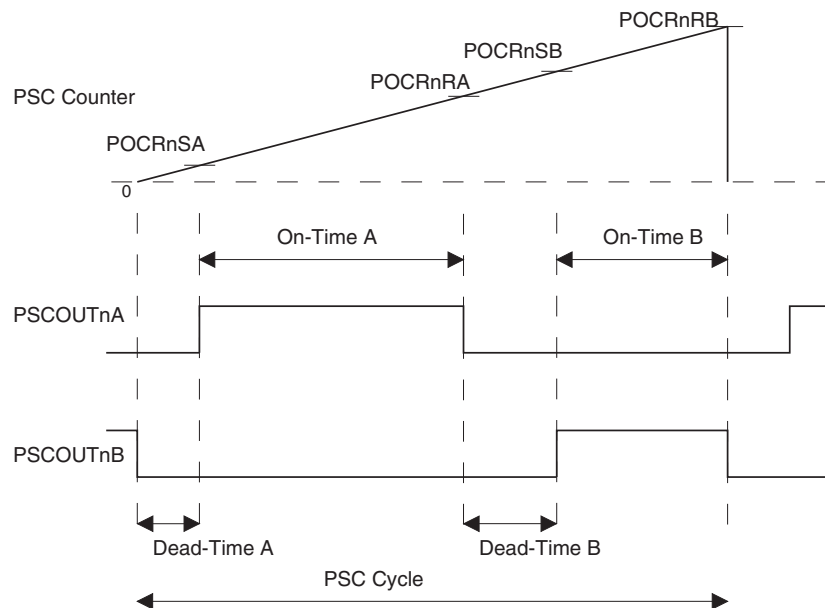 POCRnRB
POCRnSB
POCRnRA
PSC Counter
POCRnSA
0
On-Time A
On-Time B
PSCOUTnA
PSCOUTnB
Dead-Time A
Dead-Time B
PSC Cycle